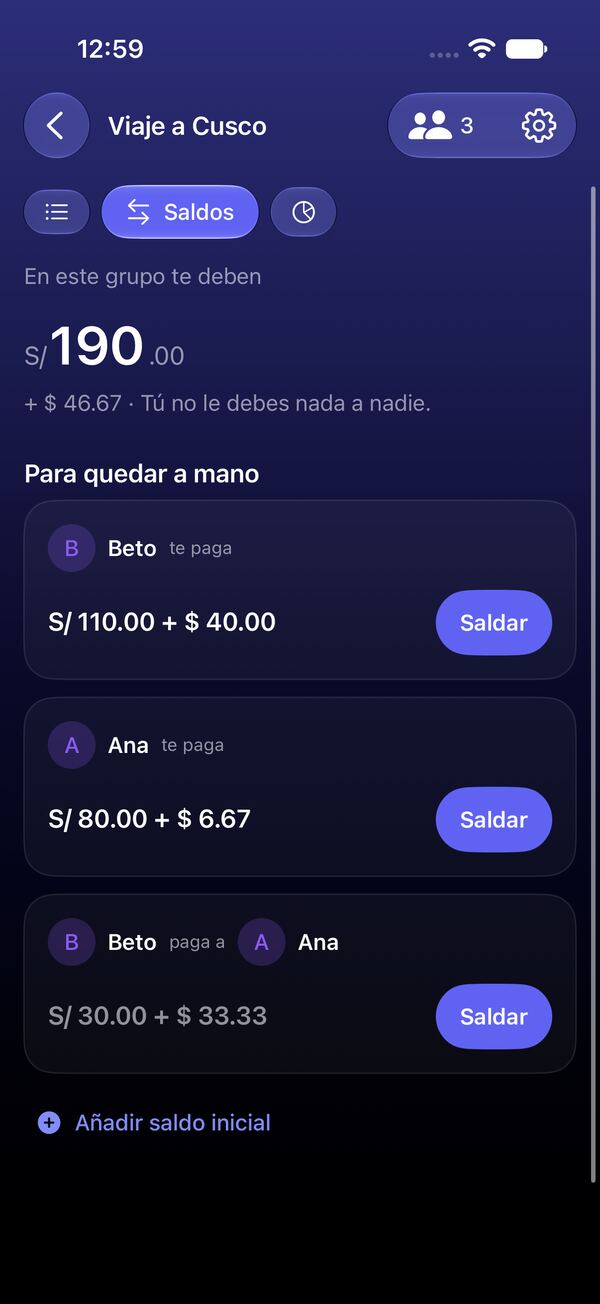 12:59
Viaje a Cusco
3
Saldos
En este grupo te deben
S/ 190 .00
+ $ 46.67 · Tú no le debes nada a nadie.
Para quedar a mano
B Beto te paga
S/ 110.00 + $ 40.00 Saldar
A Ana te paga
S/ 80.00 + $ 6.67 Saldar
B Beto paga a A Ana
S/ 30.00 + $ 33.33 Saldar
Añadir saldo inicial